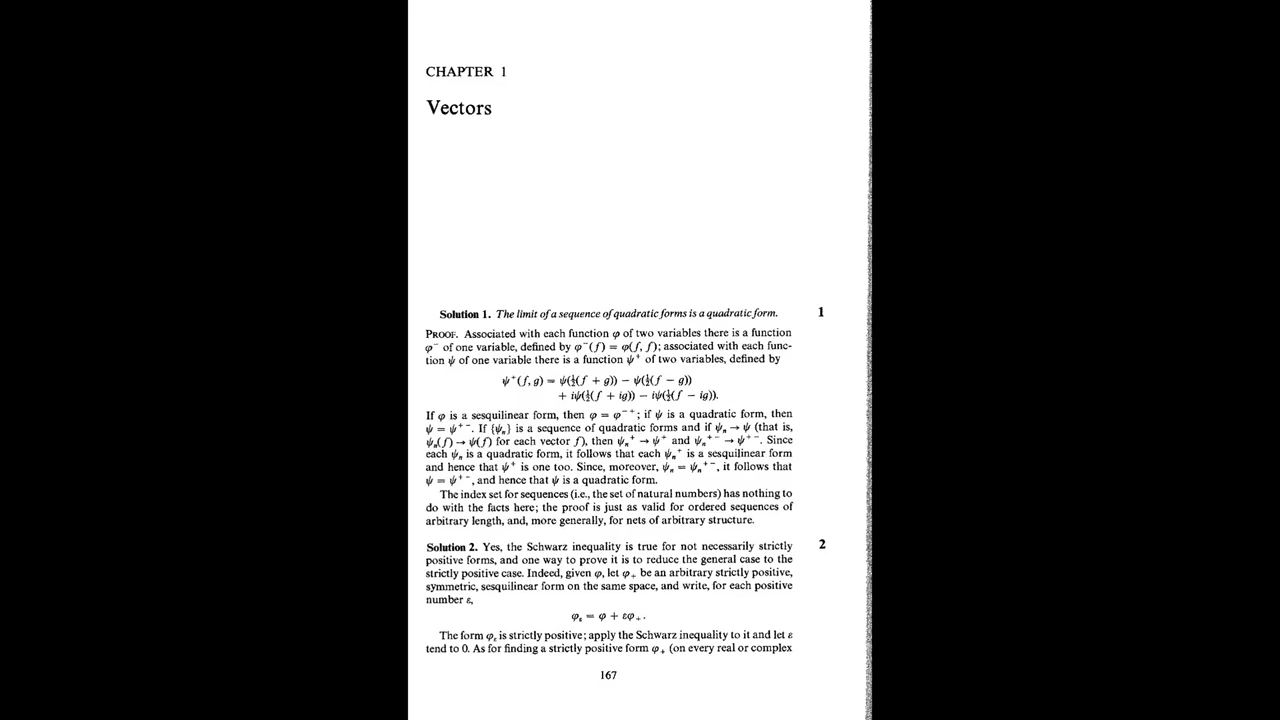 CHAPTER 1
Vectors
Solution 1. The limit of a sequence of quadratic forms is a quadratic form. 1
PROOF. Associated with each function φ of two variables there is a function
φ⁻ of one variable, defined by φ⁻(f) = φ(f, f); associated with each func-
tion ψ of one variable there is a function ψ⁺ of two variables, defined by
ψ⁺(f, g) = ψ(½(f + g)) − ψ(½(f − g))
+ iψ(½(f + ig)) − iψ(½(f − ig)).
If φ is a sesquilinear form, then φ = φ⁻⁺; if ψ is a quadratic form, then
ψ = ψ⁺⁻. If {ψₙ} is a sequence of quadratic forms and if ψₙ → ψ (that is,
ψₙ(f) → ψ(f) for each vector f), then ψₙ⁺ → ψ⁺ and ψₙ⁺⁻ → ψ⁺⁻. Since
each ψₙ is a quadratic form, it follows that each ψₙ⁺ is a sesquilinear form
and hence that ψ⁺ is one too. Since, moreover, ψₙ = ψₙ⁺⁻, it follows that
ψ = ψ⁺⁻, and hence that ψ is a quadratic form.
The index set for sequences (i.e., the set of natural numbers) has nothing to
do with the facts here; the proof is just as valid for ordered sequences of
arbitrary length, and, more generally, for nets of arbitrary structure.
Solution 2. Yes, the Schwarz inequality is true for not necessarily strictly 2
positive forms, and one way to prove it is to reduce the general case to the
strictly positive case. Indeed, given φ, let φ₊ be an arbitrary strictly positive,
symmetric, sesquilinear form on the same space, and write, for each positive
number ε,
φ_ε = φ + εφ₊.
The form φ_ε is strictly positive; apply the Schwarz inequality to it and let ε
tend to 0. As for finding a strictly positive form φ₊ (on every real or complex
167